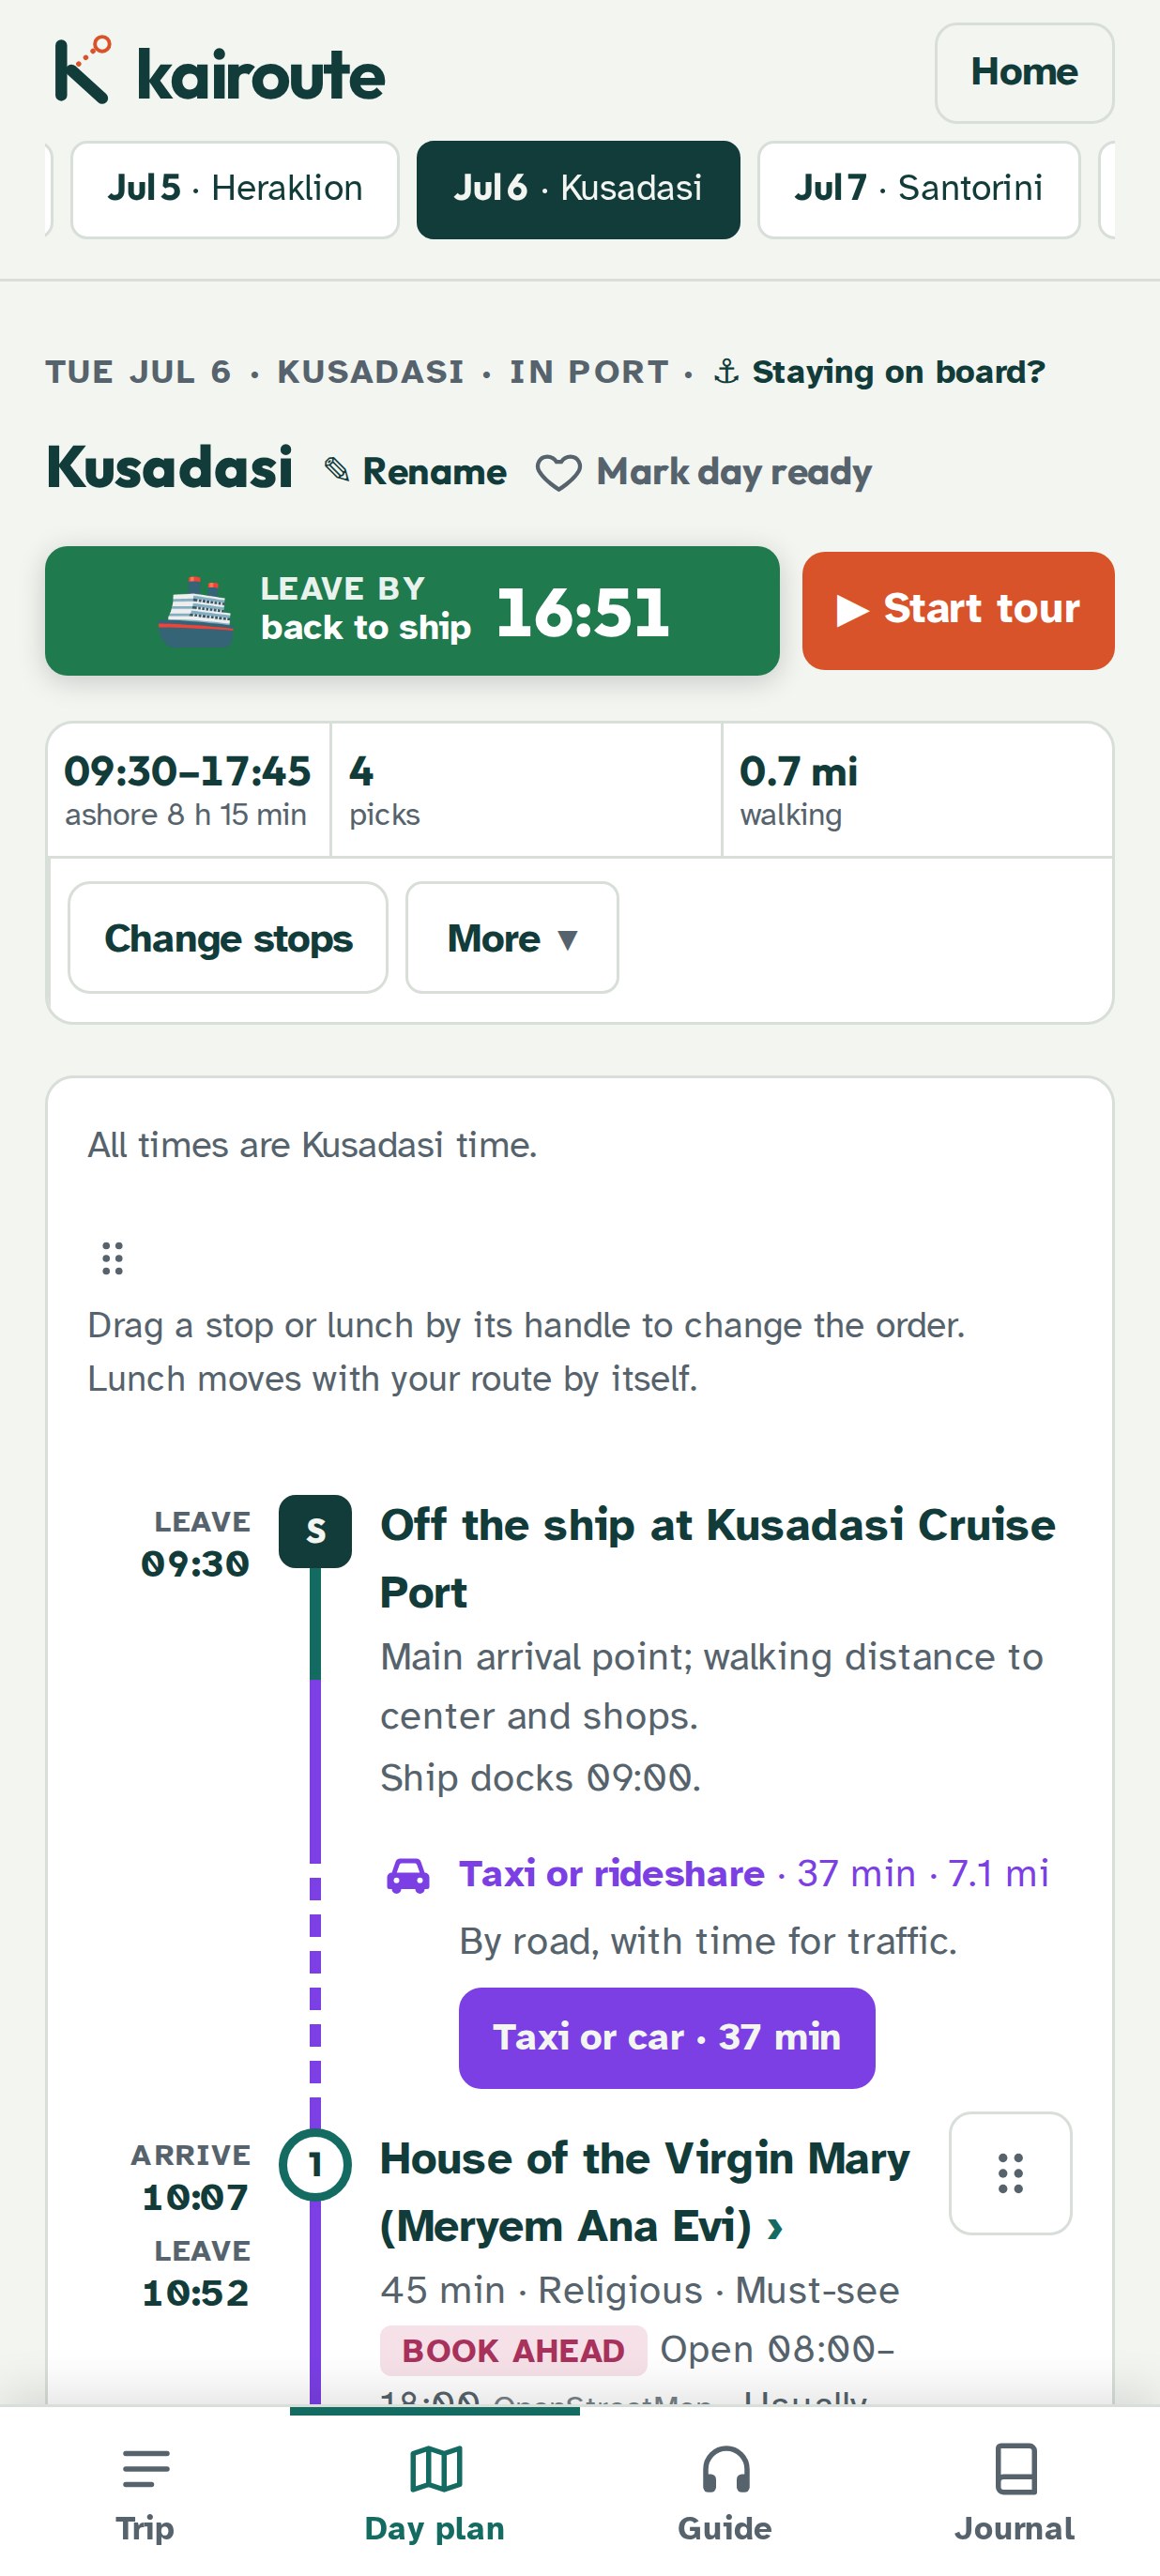 kairoute
Home
Jul 5 · Heraklion
Jul 6 · Kusadasi
Jul 7 · Santorini
TUE JUL 6 · KUSADASI · IN PORT · ⚓ Staying on board?
Kusadasi ✎ Rename Mark day ready
LEAVE BY
back to ship
16:51
▶ Start tour
09:30–17:45
ashore 8 h 15 min
4
picks
0.7 mi
walking
Change stops
More ▼
All times are Kusadasi time.
Drag a stop or lunch by its handle to change the order.
Lunch moves with your route by itself.
LEAVE
09:30
S
Off the ship at Kusadasi Cruise
Port
Main arrival point; walking distance to
center and shops.
Ship docks 09:00.
Taxi or rideshare · 37 min · 7.1 mi
By road, with time for traffic.
Taxi or car · 37 min
ARRIVE
10:07
LEAVE
10:52
1
House of the Virgin Mary
(Meryem Ana Evi) ›
45 min · Religious · Must-see
BOOK AHEAD Open 08:00–
18:00 OpenStreetMap · Usually
Trip
Day plan
Guide
Journal